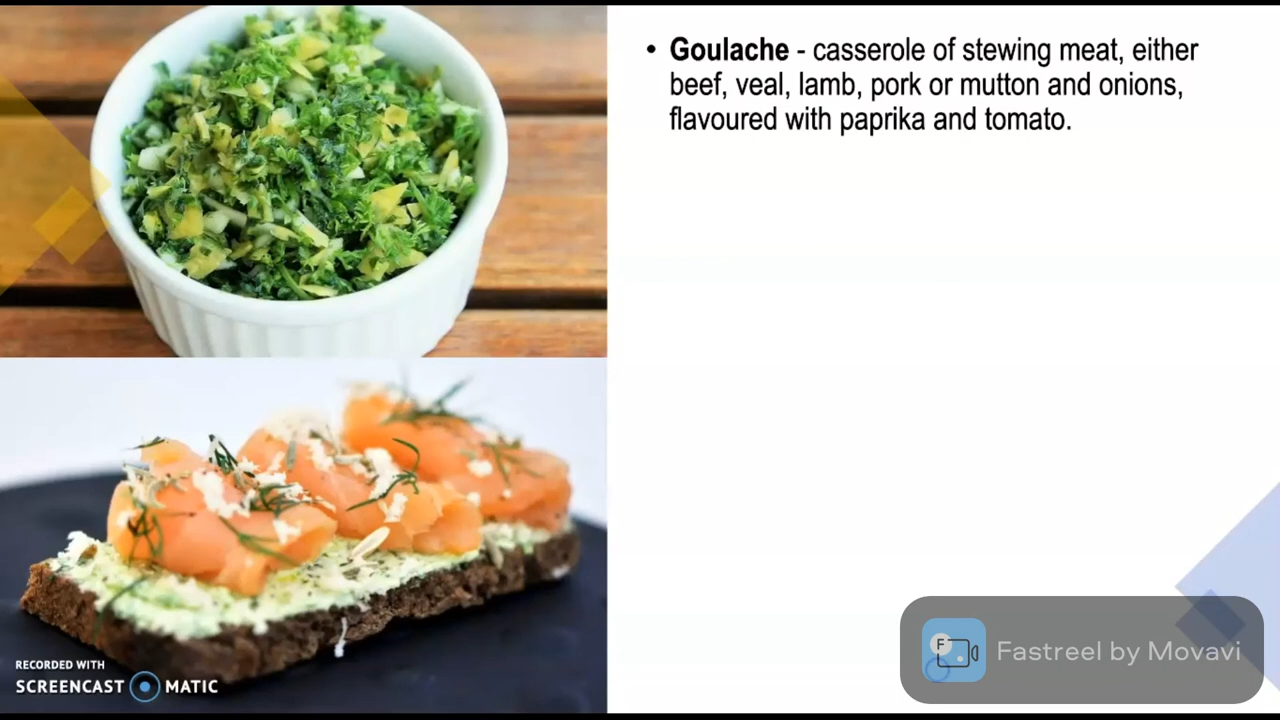 • Goulache - casserole of stewing meat, either
beef, veal, lamb, pork or mutton and onions,
flavoured with paprika and tomato.
RECORDED WITH
SCREENCAST MATIC
F
Fastreel by Movavi